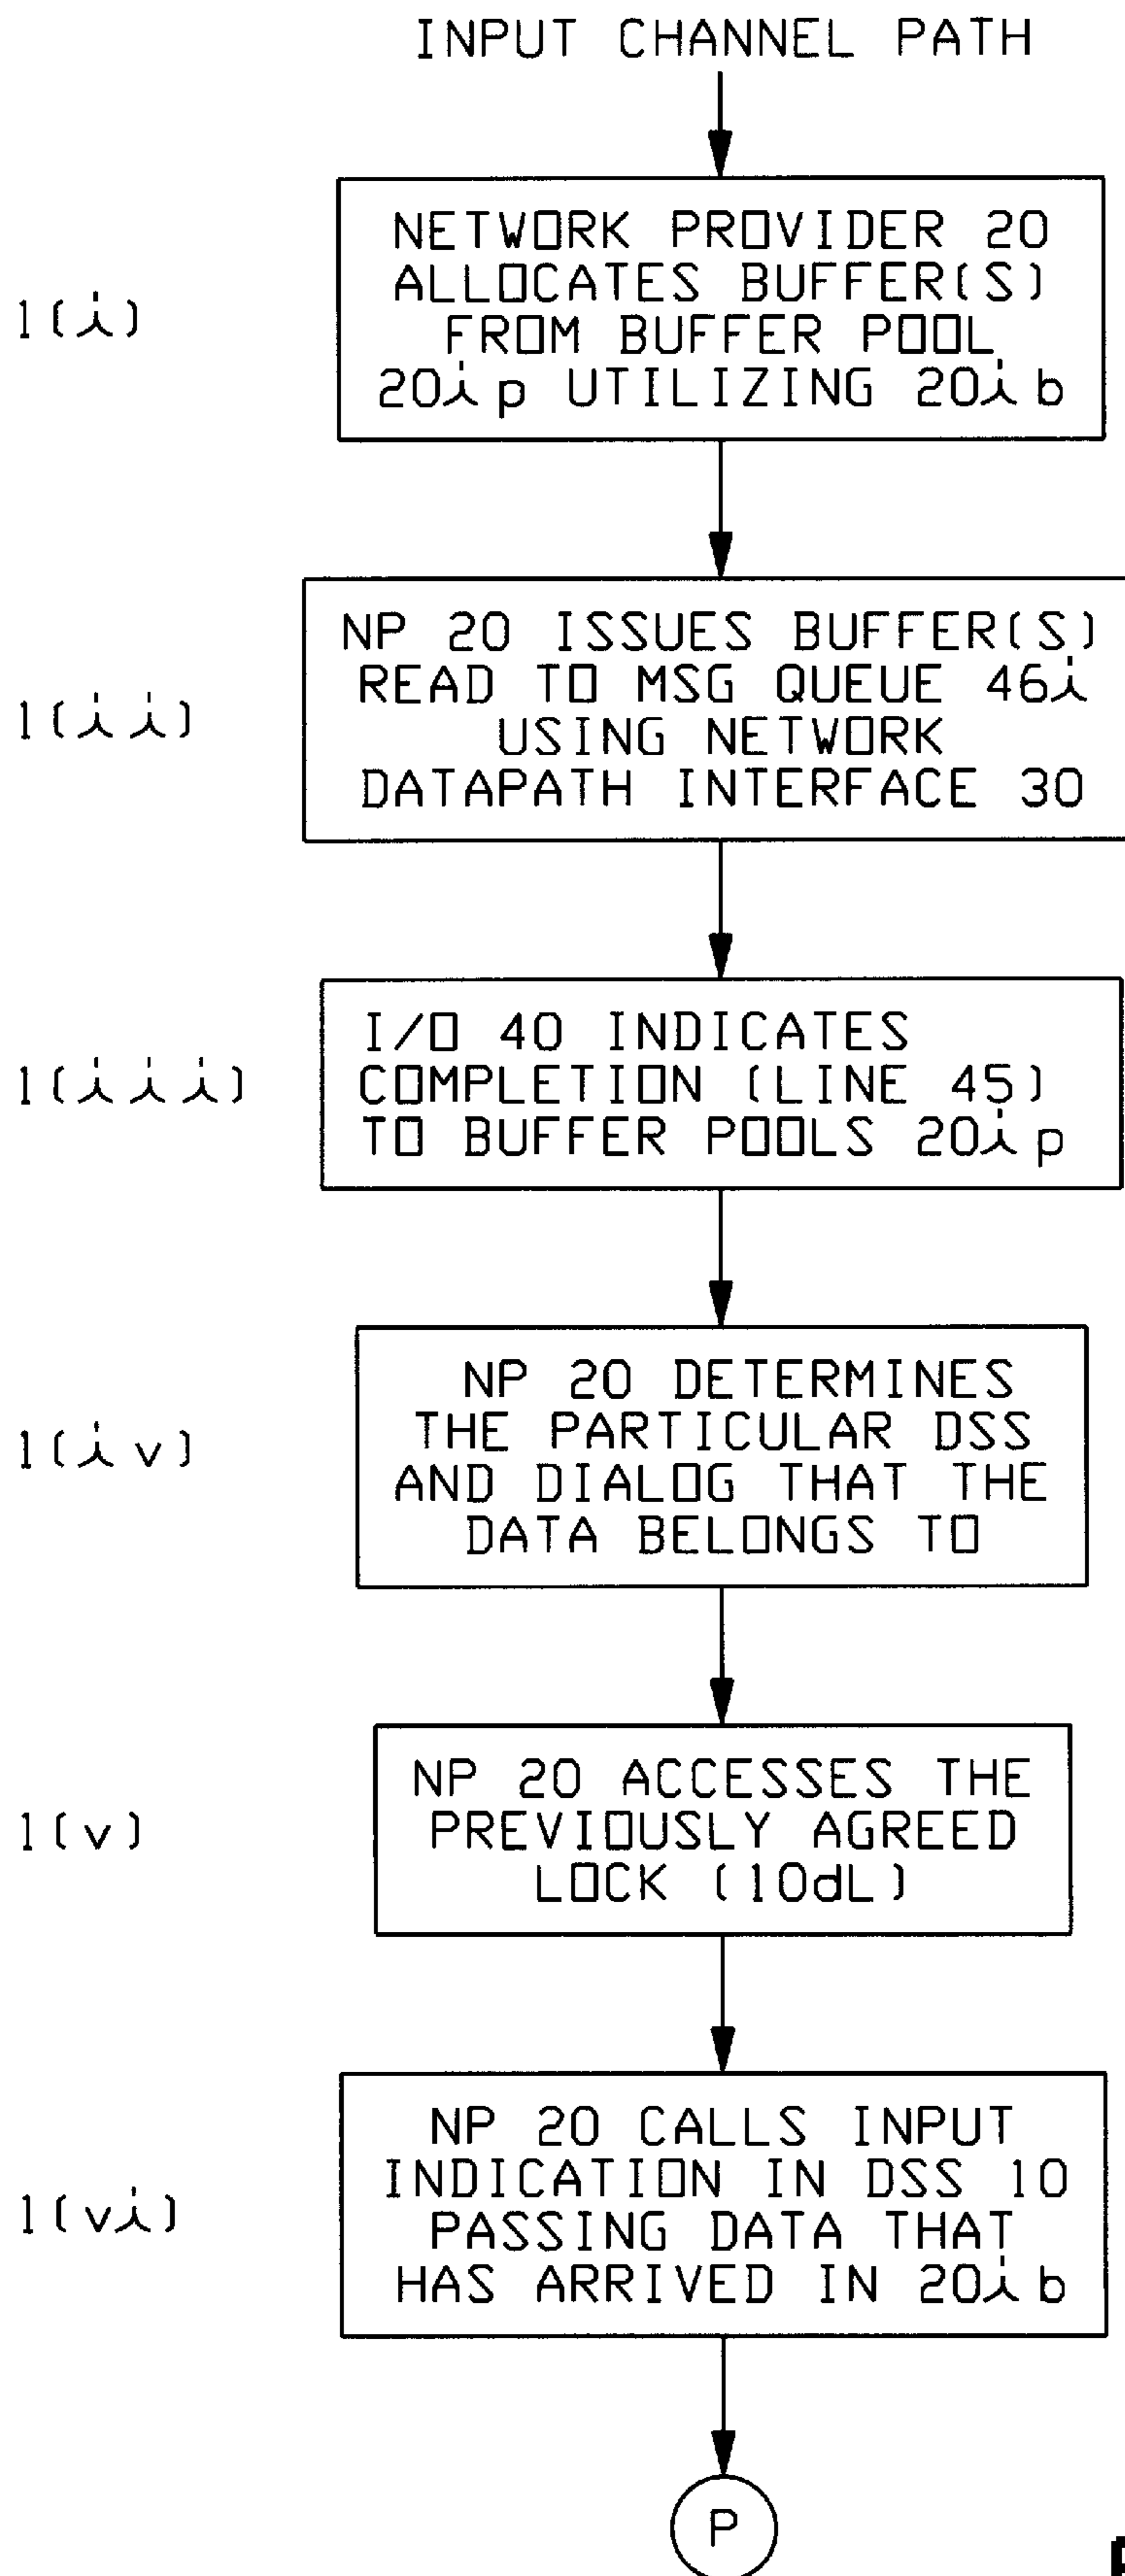 INPUT CHANNEL PATH
1(i)
NETWORK PROVIDER 20
ALLOCATES BUFFER(S)
FROM BUFFER POOL
20ip UTILIZING 20ib
1(ii)
NP 20 ISSUES BUFFER(S)
READ TO MSG QUEUE 46i
USING NETWORK
DATAPATH INTERFACE 30
1(iii)
I/O 40 INDICATES
COMPLETION (LINE 45)
TO BUFFER POOLS 20ip
1(iv)
NP 20 DETERMINES
THE PARTICULAR DSS
AND DIALOG THAT THE
DATA BELONGS TO
1(v)
NP 20 ACCESSES THE
PREVIOUSLY AGREED
LOCK (10dL)
1(vi)
NP 20 CALLS INPUT
INDICATION IN DSS 10
PASSING DATA THAT
HAS ARRIVED IN 20ib
P